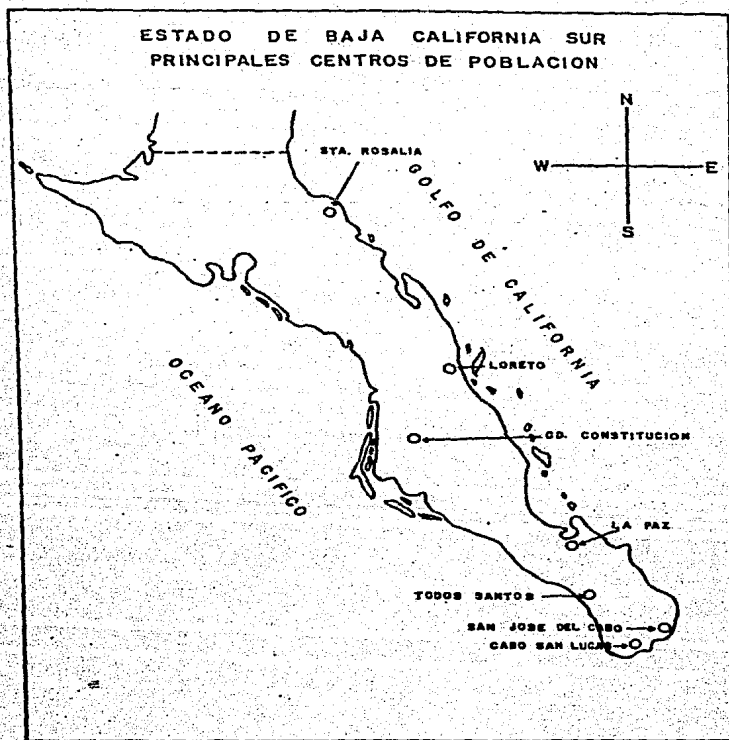 ESTADO DE BAJA CALIFORNIA SUR
PRINCIPALES CENTROS DE POBLACION
N
W E
S
STA. ROSALIA
GOLFO DE CALIFORNIA
LORETO
OCEANO PACIFICO
CD. CONSTITUCION
LA PAZ
TODOS SANTOS
SAN JOSE DEL CABO
CABO SAN LUCAS